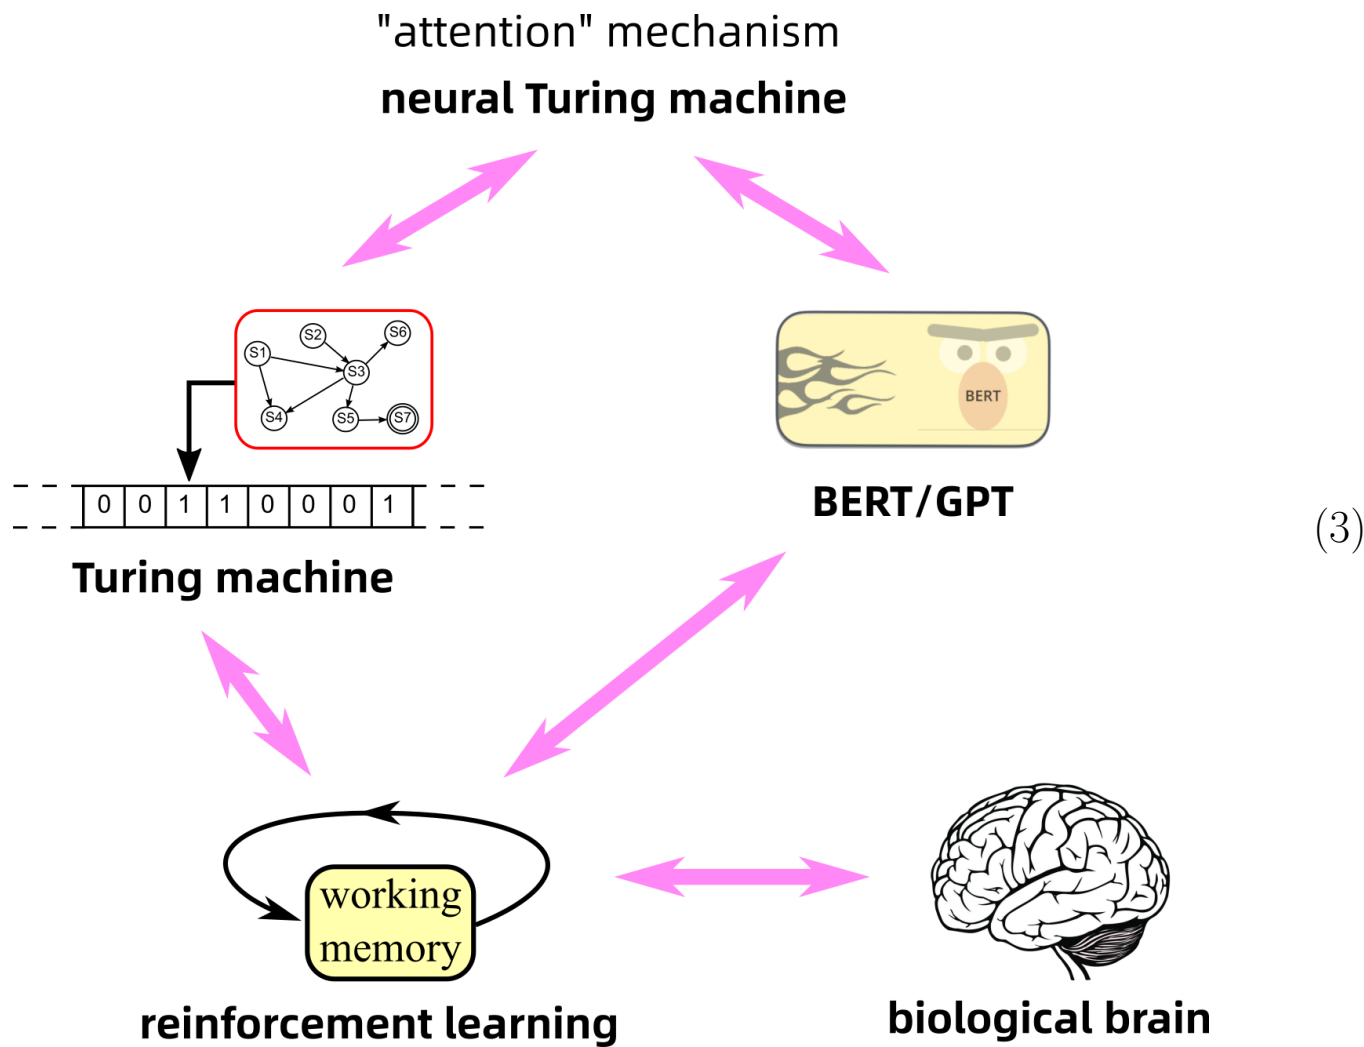 "attention" mechanism
neural Turing machine
S1
S2
S6
S3
S4
S5
S7
BERT
0 0 1 1 0 0 0 1
BERT/GPT
(3)
Turing machine
working
memory
reinforcement learning
biological brain